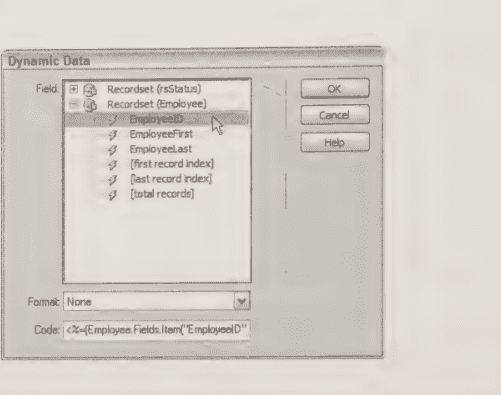 Dynamic Data
Field:
Recordset (rsStatus)
Recordset (Employee)
EmployeeID
EmployeeFirst
EmployeeLast
[first record index]
[last record index]
[total records]
OK
Cancel
Help
Format: None
Code: <%=(Employee.Fields.Item("EmployeeID"